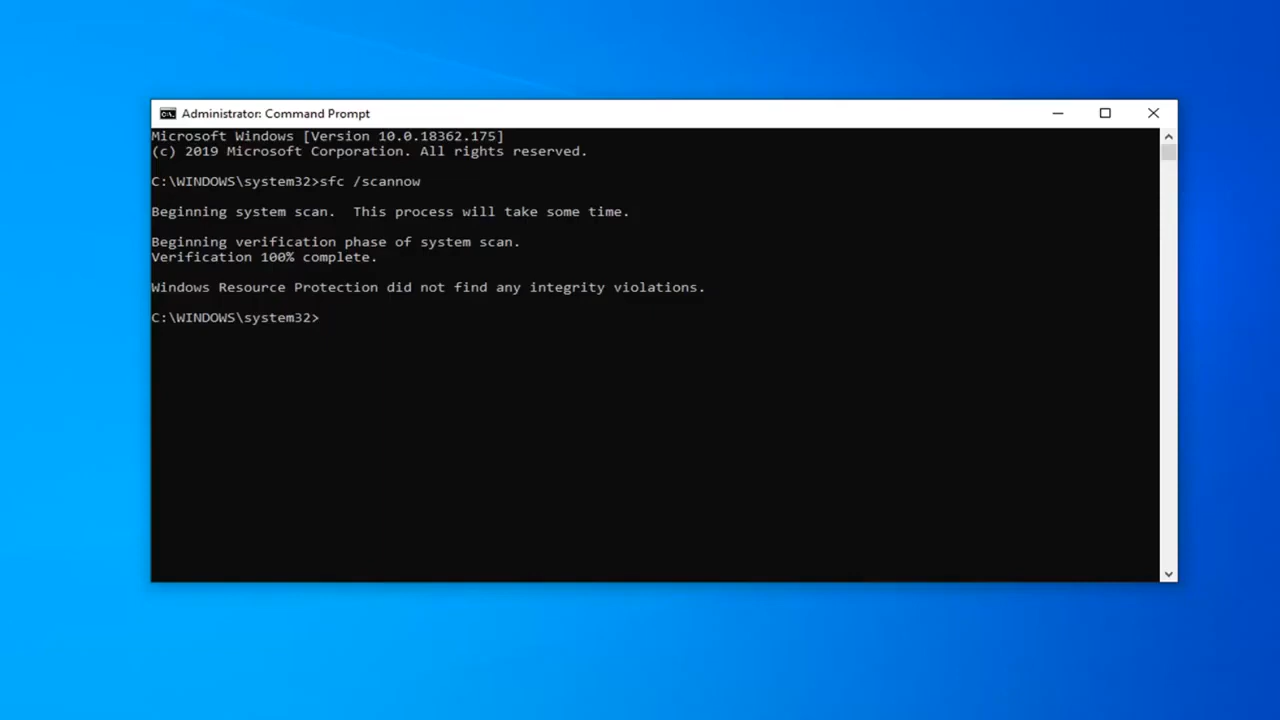 Administrator: Command Prompt
Microsoft Windows [Version 10.0.18362.175]
(c) 2019 Microsoft Corporation. All rights reserved.
C:\WINDOWS\system32>sfc /scannow
Beginning system scan.  This process will take some time.
Beginning verification phase of system scan.
Verification 100% complete.
Windows Resource Protection did not find any integrity violations.
C:\WINDOWS\system32>